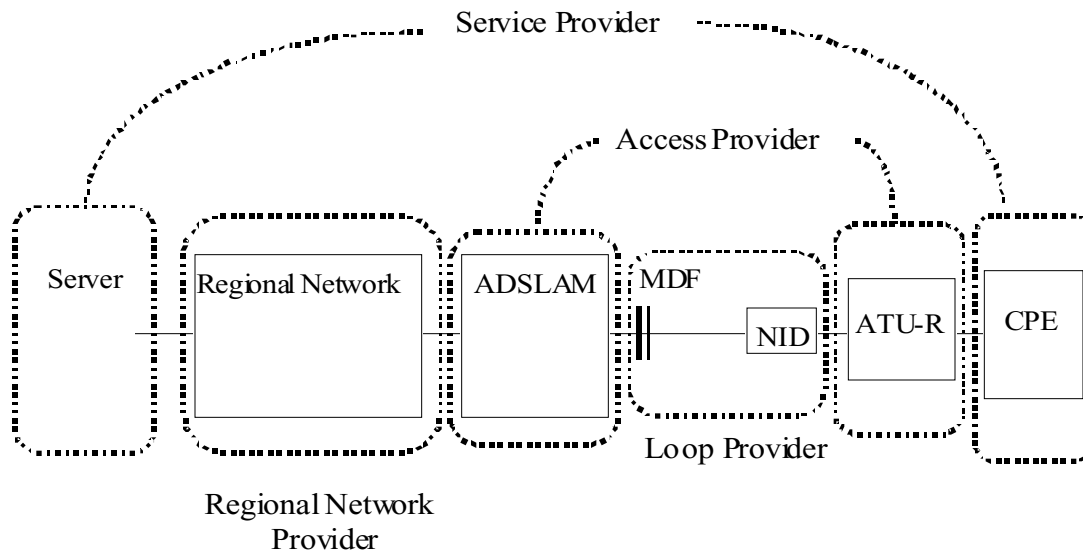 Service Provider
Access Provider
Server
Regional Network
ADSLAM
MDF
NID
ATU-R
CPE
Loop Provider
Regional Network
Provider